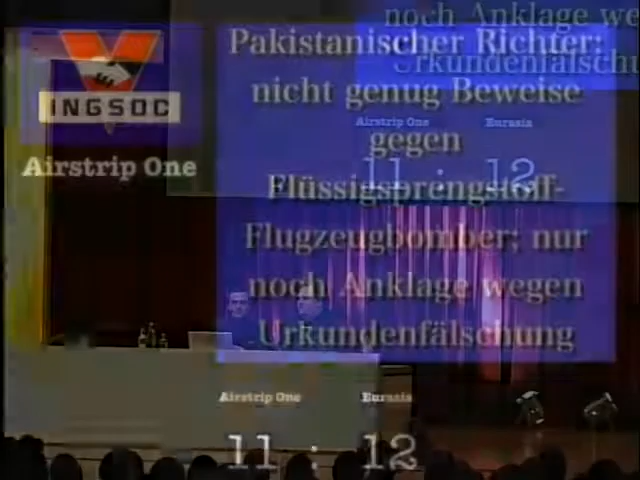 noch Anklage we
Urkundenfälschu
INGSOC
Airstrip One
Pakistanischer Richter:
nicht genug Beweise
gegen
Flüssigsprengstoff-
Flugzeugbomber; nur
noch Anklage wegen
Urkundenfälschung
Airstrip One Eurasia
11 : 12
Airstrip One Eurasia
11 : 12